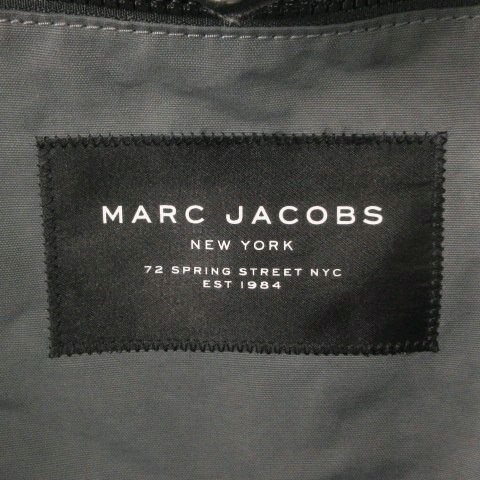 MARC JACOBS
NEW YORK
72 SPRING STREET NYC
EST 1984